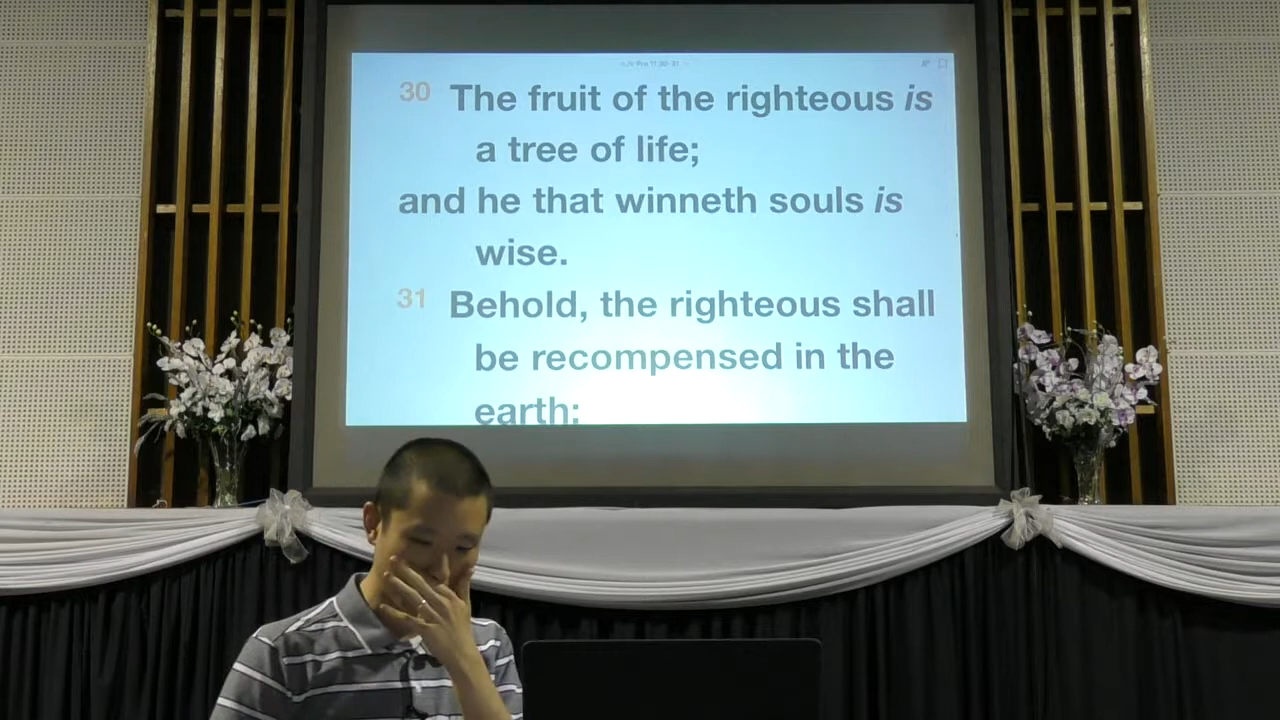 30 The fruit of the righteous is
a tree of life;
and he that winneth souls is
wise.
31 Behold, the righteous shall
be recompensed in the
earth: